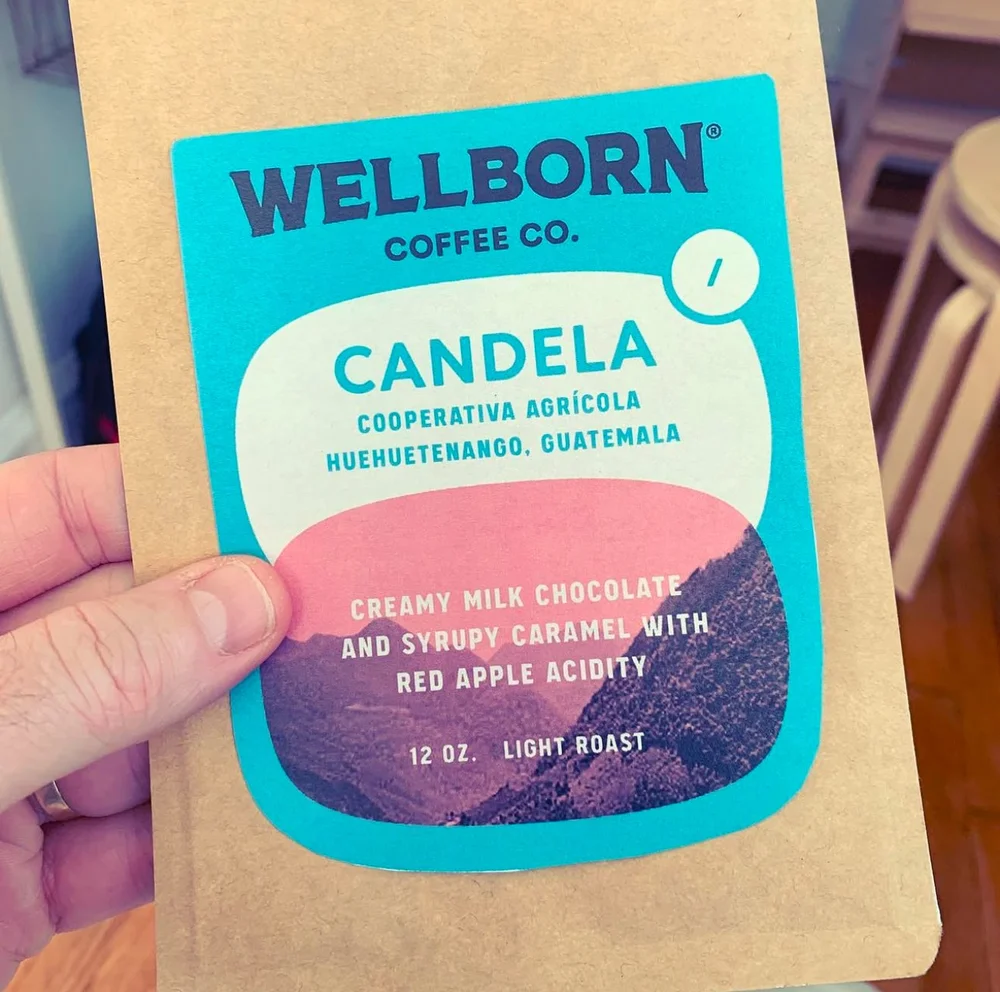 WELLBORN®
COFFEE CO.
/
CANDELA
COOPERATIVA AGRÍCOLA
HUEHUETENANGO, GUATEMALA
CREAMY MILK CHOCOLATE
AND SYRUPY CARAMEL WITH
RED APPLE ACIDITY
12 OZ. LIGHT ROAST